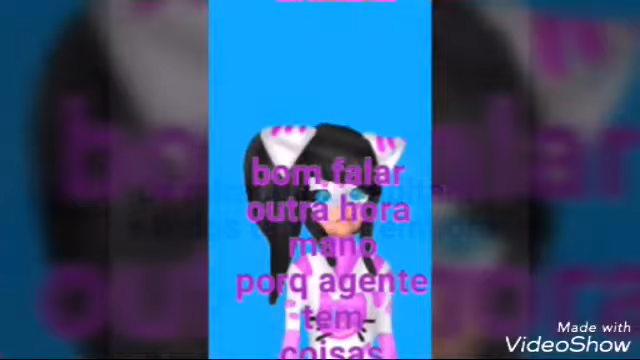 bom falar
outra hora
mano
porq agente
tem
coisas
Made with
VideoShow